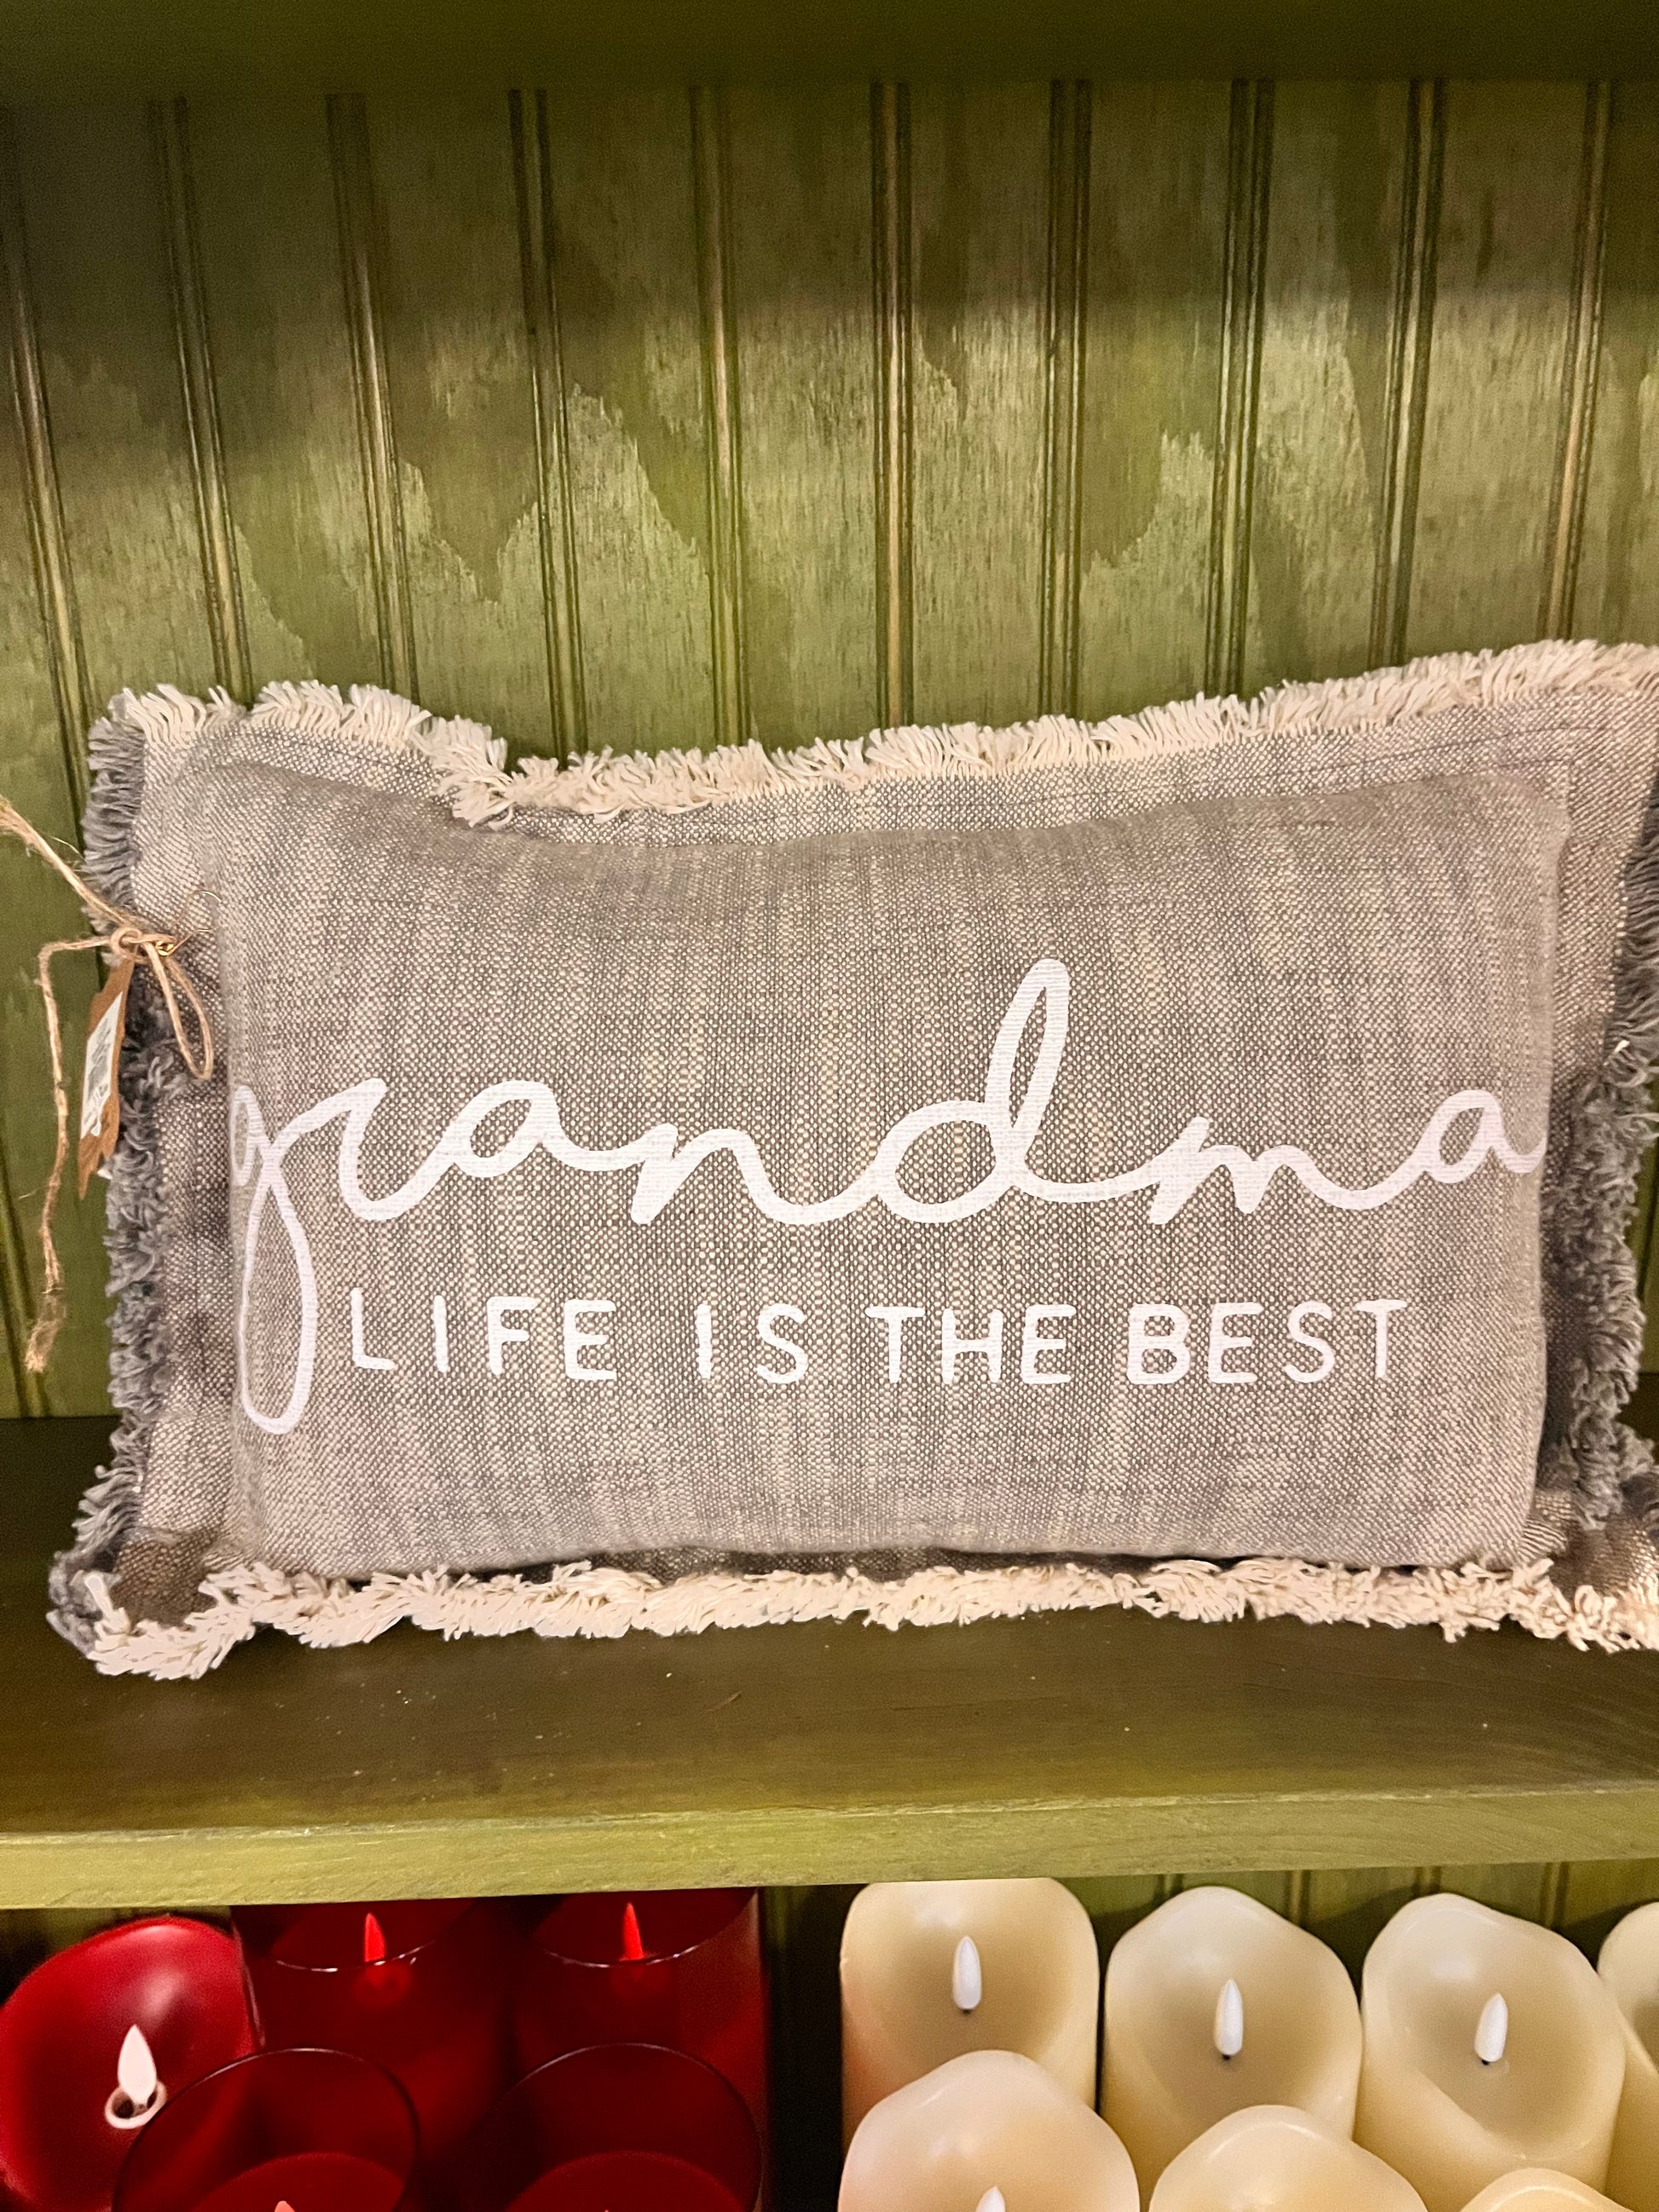 grandma
LIFE IS THE BEST